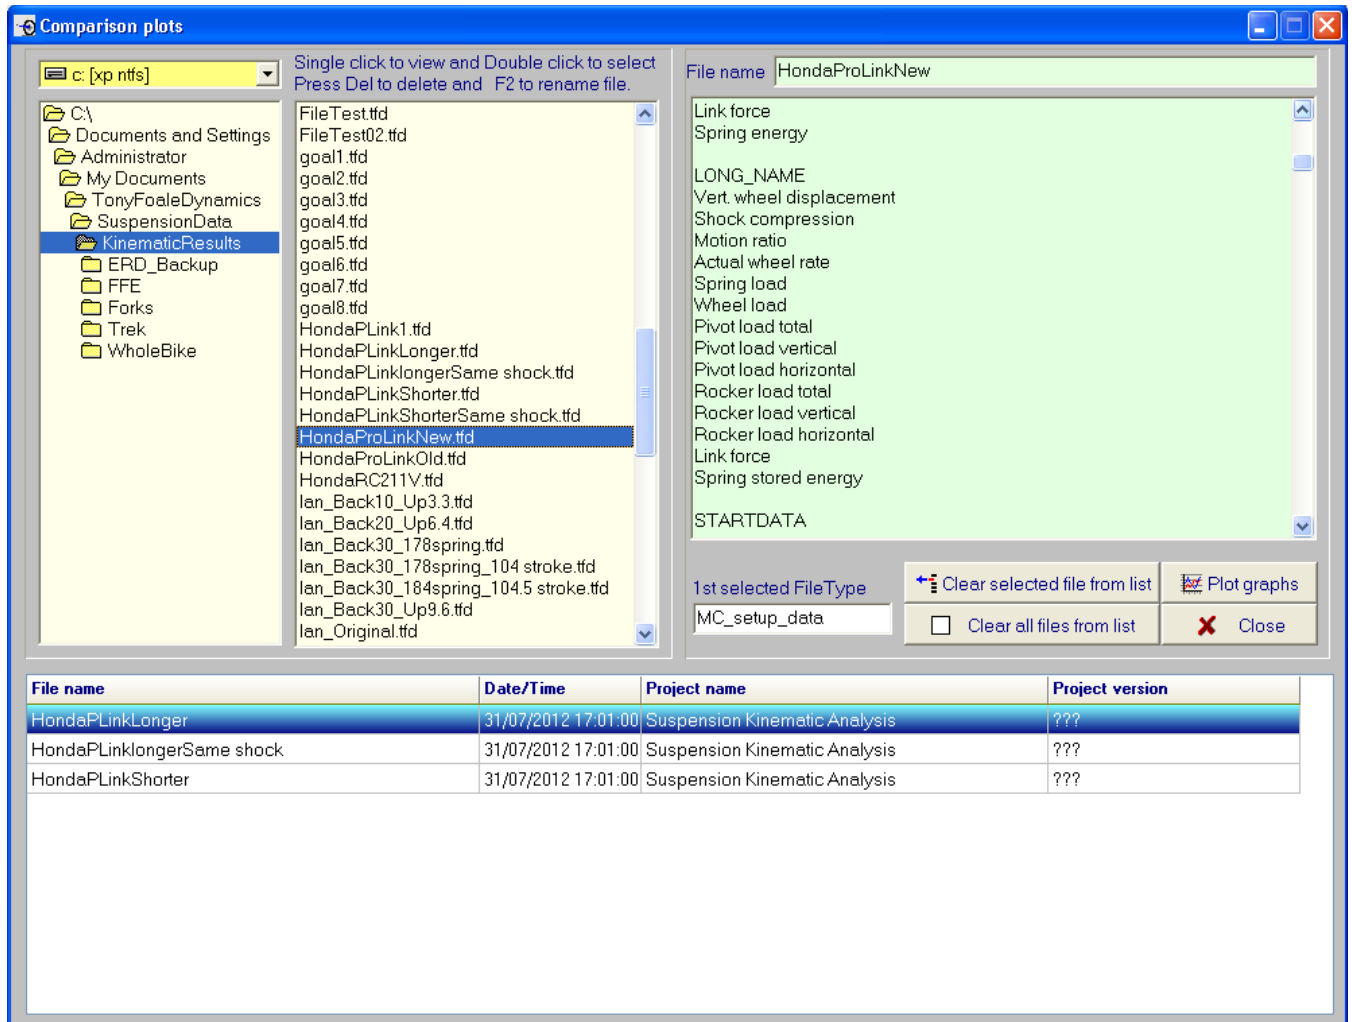 Comparison plots
c: [xp ntfs]
Single click to view and Double click to select
Press Del to delete and F2 to rename file.
C:\
Documents and Settings
Administrator
My Documents
TonyFoaleDynamics
SuspensionData
KinematicResults
ERD_Backup
FFE
Forks
Trek
WholeBike
FileTest.tfd
FileTest02.tfd
goal1.tfd
goal2.tfd
goal3.tfd
goal4.tfd
goal5.tfd
goal6.tfd
goal7.tfd
goal8.tfd
HondaPLink1.tfd
HondaPLinkLonger.tfd
HondaPLinklongerSame shock.tfd
HondaPLinkShorter.tfd
HondaPLinkShorterSame shock.tfd
HondaProLinkNew.tfd
HondaProLinkOld.tfd
HondaRC211V.tfd
Ian_Back10_Up3.3.tfd
Ian_Back20_Up6.4.tfd
Ian_Back30_178spring.tfd
Ian_Back30_178spring_104 stroke.tfd
Ian_Back30_184spring_104.5 stroke.tfd
Ian_Back30_Up9.6.tfd
Ian_Original.tfd
File name HondaProLinkNew
Link force
Spring energy
LONG_NAME
Vert. wheel displacement
Shock compression
Motion ratio
Actual wheel rate
Spring load
Wheel load
Pivot load total
Pivot load vertical
Pivot load horizontal
Rocker load total
Rocker load vertical
Rocker load horizontal
Link force
Spring stored energy
STARTDATA
1st selected FileType
MC_setup_data
Clear selected file from list
Plot graphs
Clear all files from list
Close
File name Date/Time Project name Project version
HondaPLinkLonger 31/07/2012 17:01:00 Suspension Kinematic Analysis ???
HondaPLinklongerSame shock 31/07/2012 17:01:00 Suspension Kinematic Analysis ???
HondaPLinkShorter 31/07/2012 17:01:00 Suspension Kinematic Analysis ???